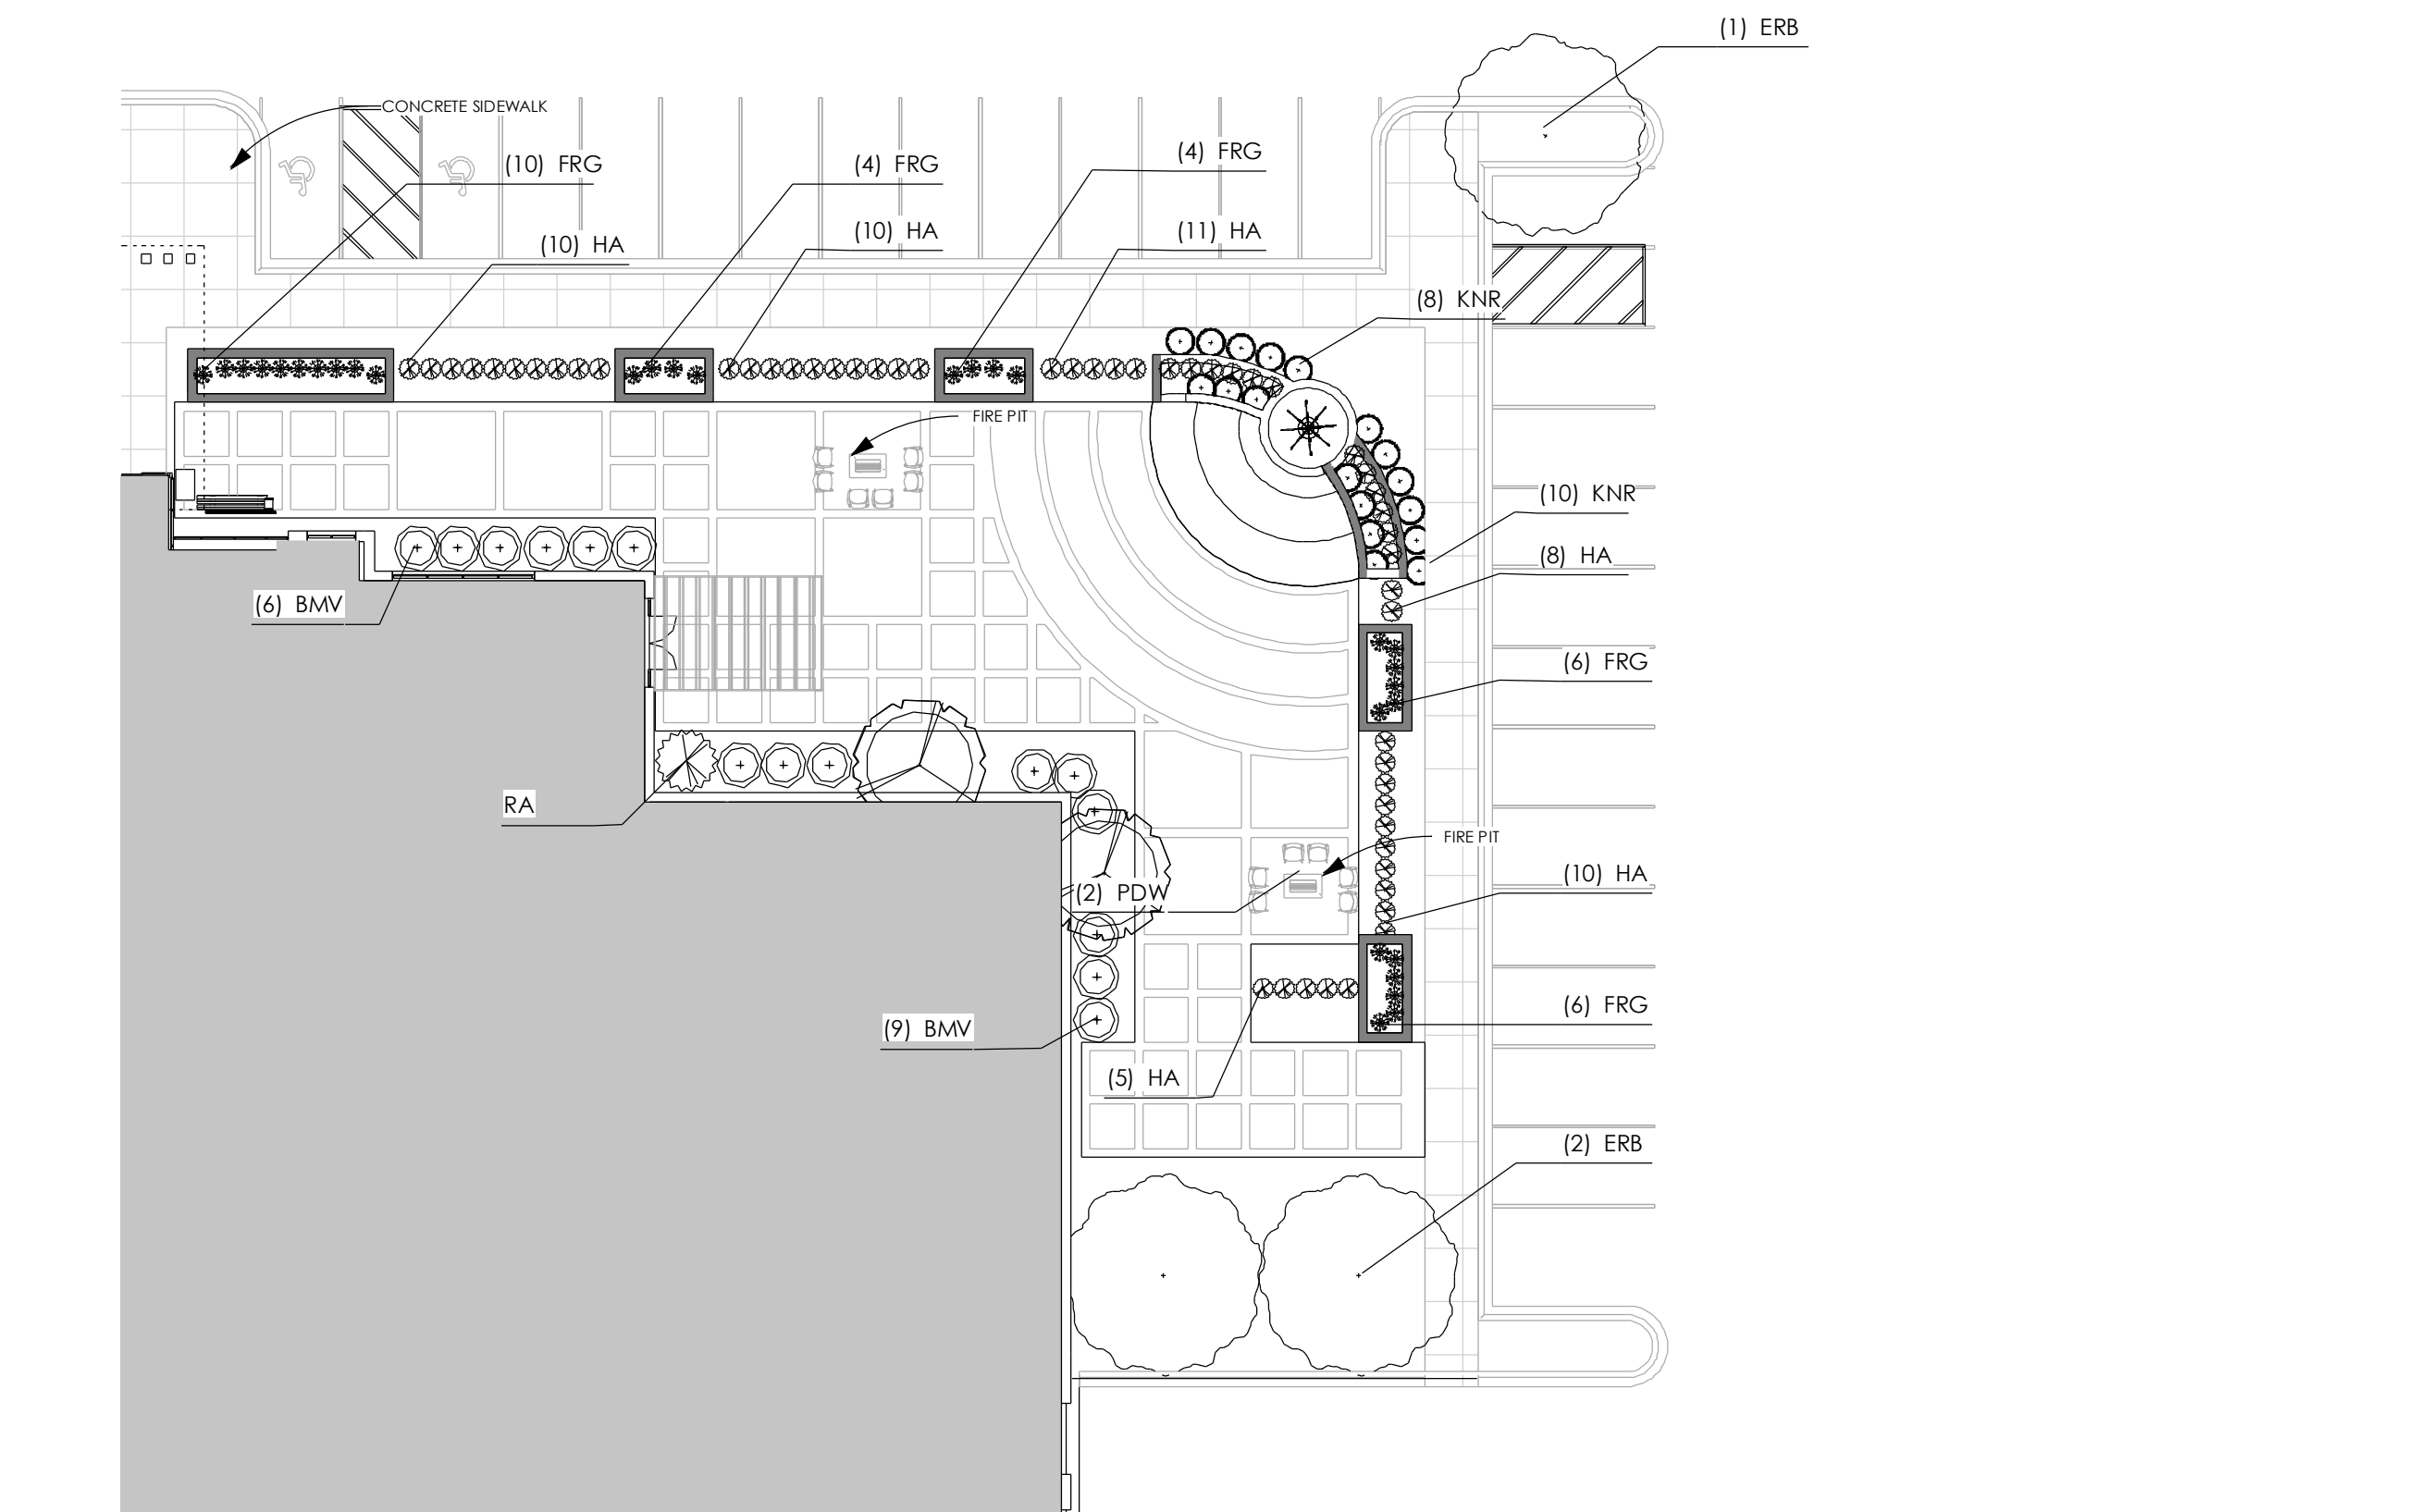 (1) ERB
CONCRETE SIDEWALK
(10) FRG
(4) FRG
(4) FRG
(10) HA
(10) HA
(11) HA
(8) KNR
FIRE PIT
(10) KNR
(8) HA
(6) BMV
(6) FRG
RA
FIRE PIT
(10) HA
(2) PDW
(6) FRG
(9) BMV
(5) HA
(2) ERB